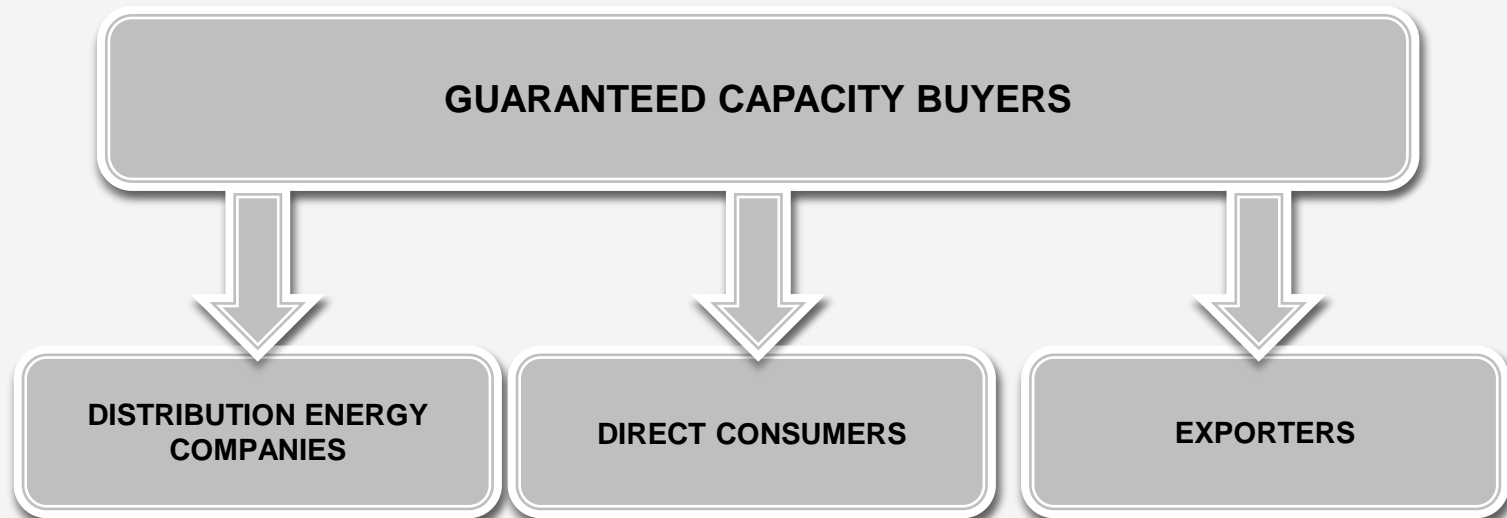 GUARANTEED CAPACITY BUYERS
DISTRIBUTION ENERGY
COMPANIES
DIRECT CONSUMERS
EXPORTERS